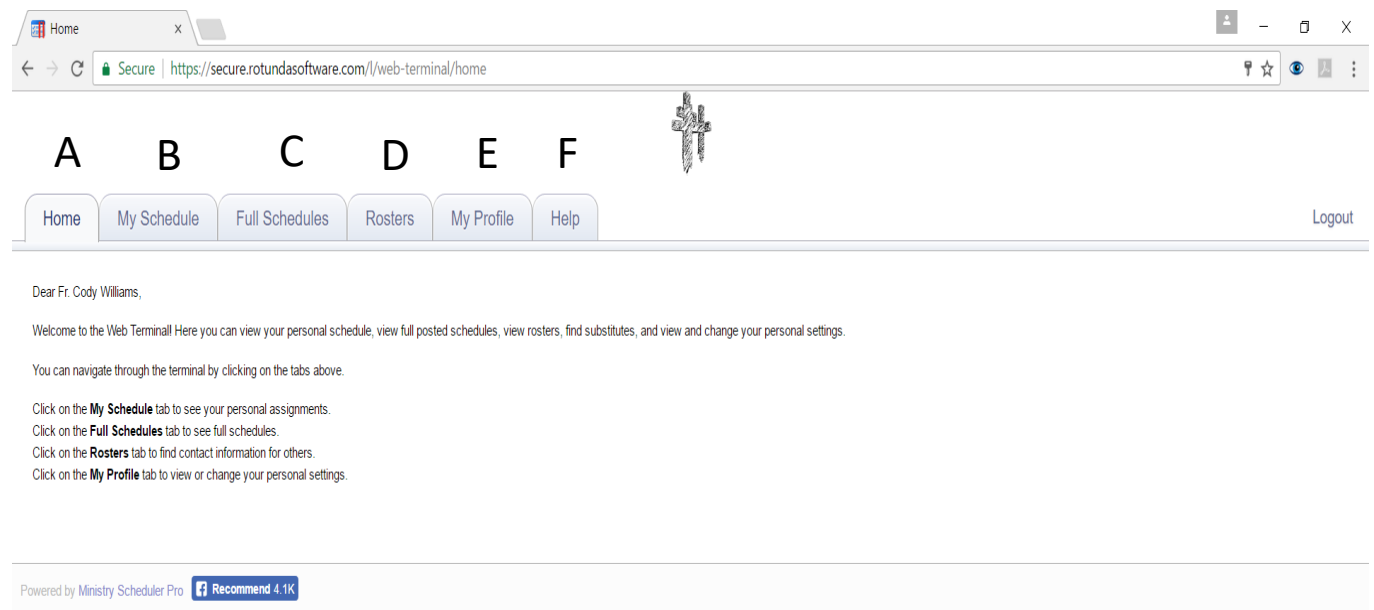 Home
Secure https://secure.rotundasoftware.com/l/web-terminal/home
A B C D E F
Home My Schedule Full Schedules Rosters My Profile Help Logout
Dear Fr. Cody Williams,
Welcome to the Web Terminal! Here you can view your personal schedule, view full posted schedules, view rosters, find substitutes, and view and change your personal settings.
You can navigate through the terminal by clicking on the tabs above.
Click on the My Schedule tab to see your personal assignments.
Click on the Full Schedules tab to see full schedules.
Click on the Rosters tab to find contact information for others.
Click on the My Profile tab to view or change your personal settings.
Powered by Ministry Scheduler Pro Recommend 4.1K